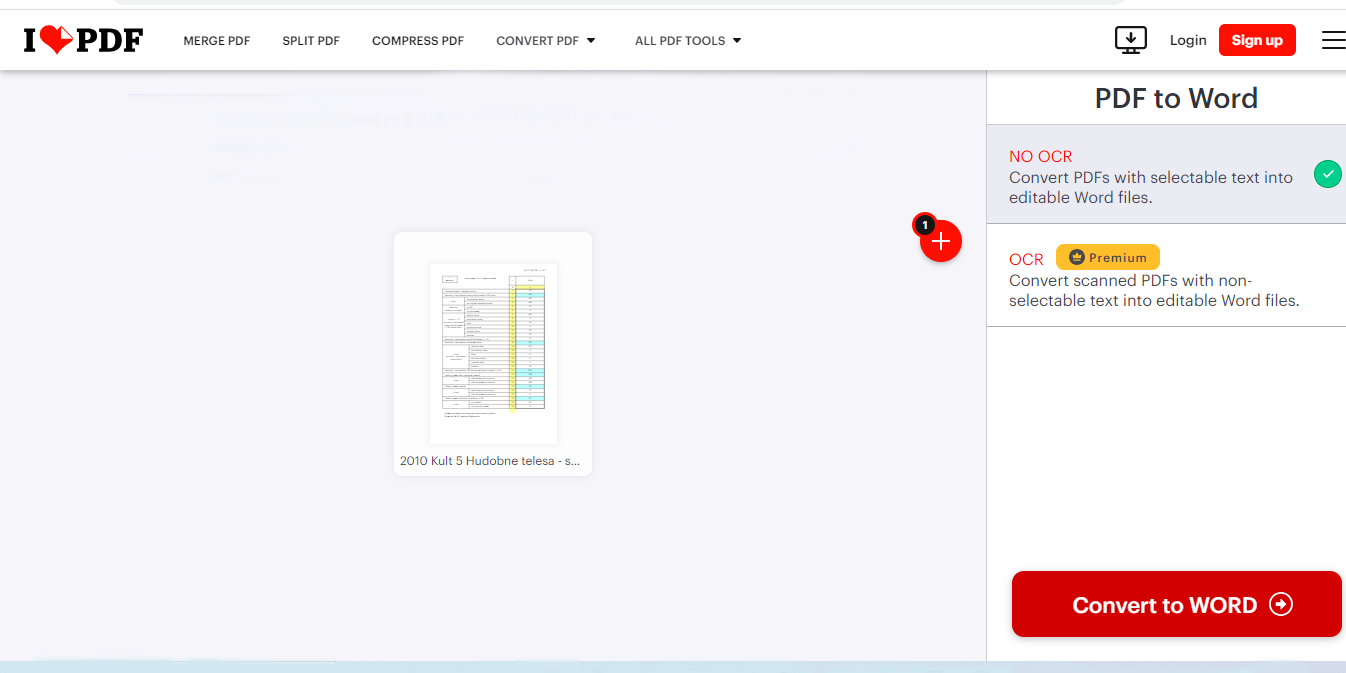 I PDF
MERGE PDF
SPLIT PDF
COMPRESS PDF
CONVERT PDF
ALL PDF TOOLS
Login
Sign up
PDF to Word
NO OCR
Convert PDFs with selectable text into
editable Word files.
1
OCR
Premium
Convert scanned PDFs with non-
selectable text into editable Word files.
2010 Kult 5 Hudobne telesa - s...
Convert to WORD